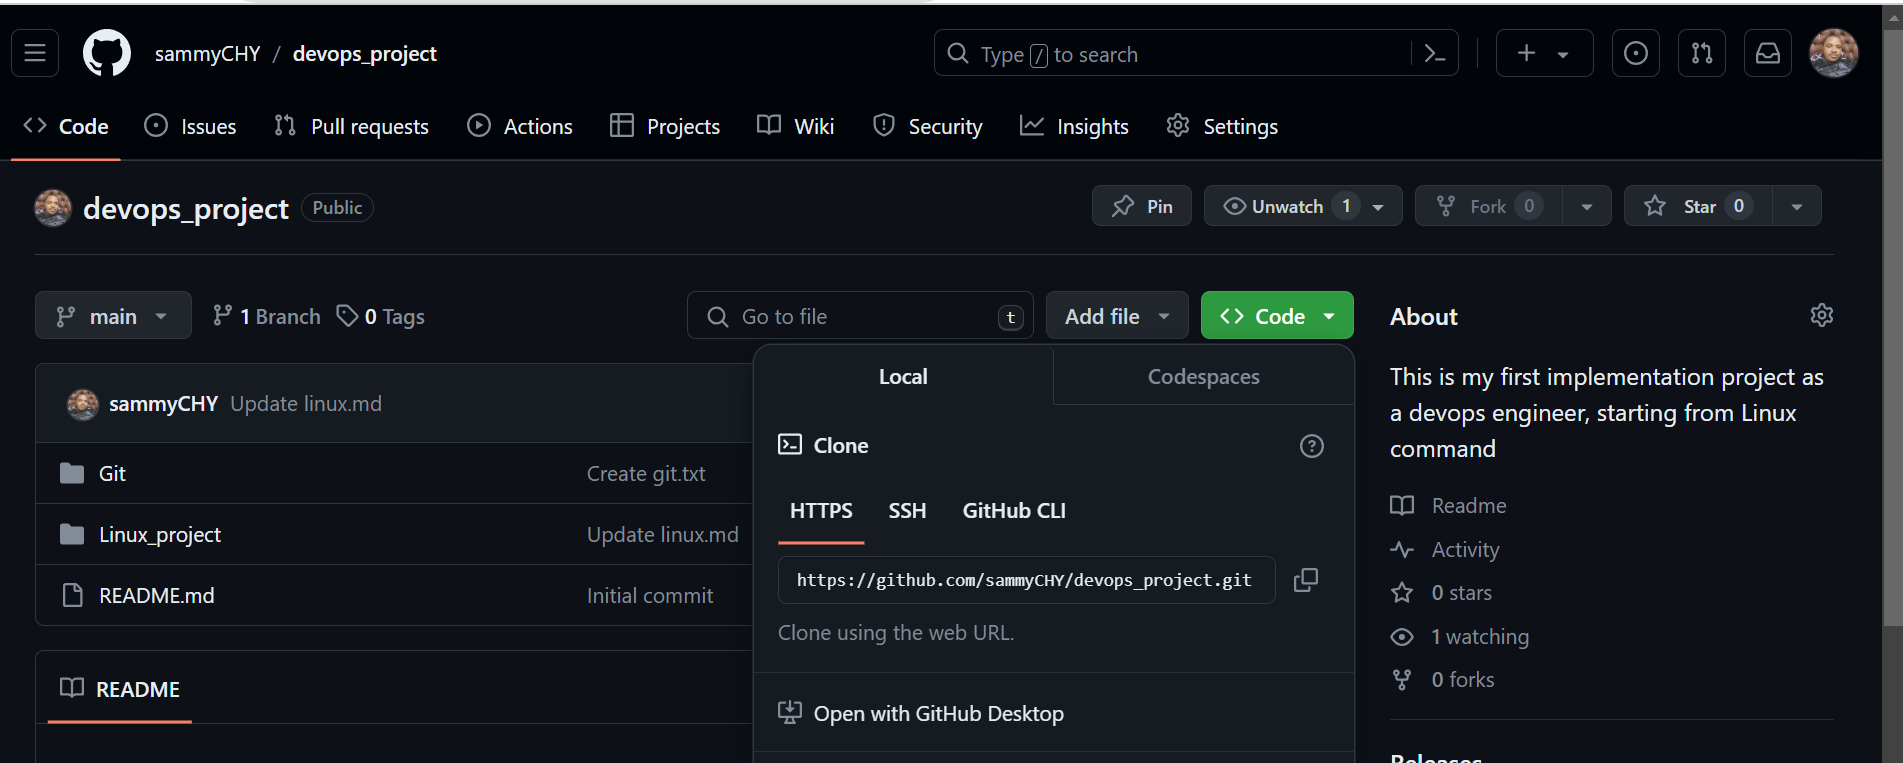 sammyCHY / devops_project
Type / to search
Code Issues Pull requests Actions Projects Wiki Security Insights Settings
devops_project Public
Pin Unwatch 1 Fork 0 Star 0
main 1 Branch 0 Tags Go to file t Add file Code
About
This is my first implementation project as
a devops engineer, starting from Linux
command
Readme
Activity
0 stars
1 watching
0 forks
Releases
sammyCHY Update linux.md
Git Create git.txt
Linux_project Update linux.md
README.md Initial commit
README
Local Codespaces
Clone
HTTPS SSH GitHub CLI
https://github.com/sammyCHY/devops_project.git
Clone using the web URL.
Open with GitHub Desktop